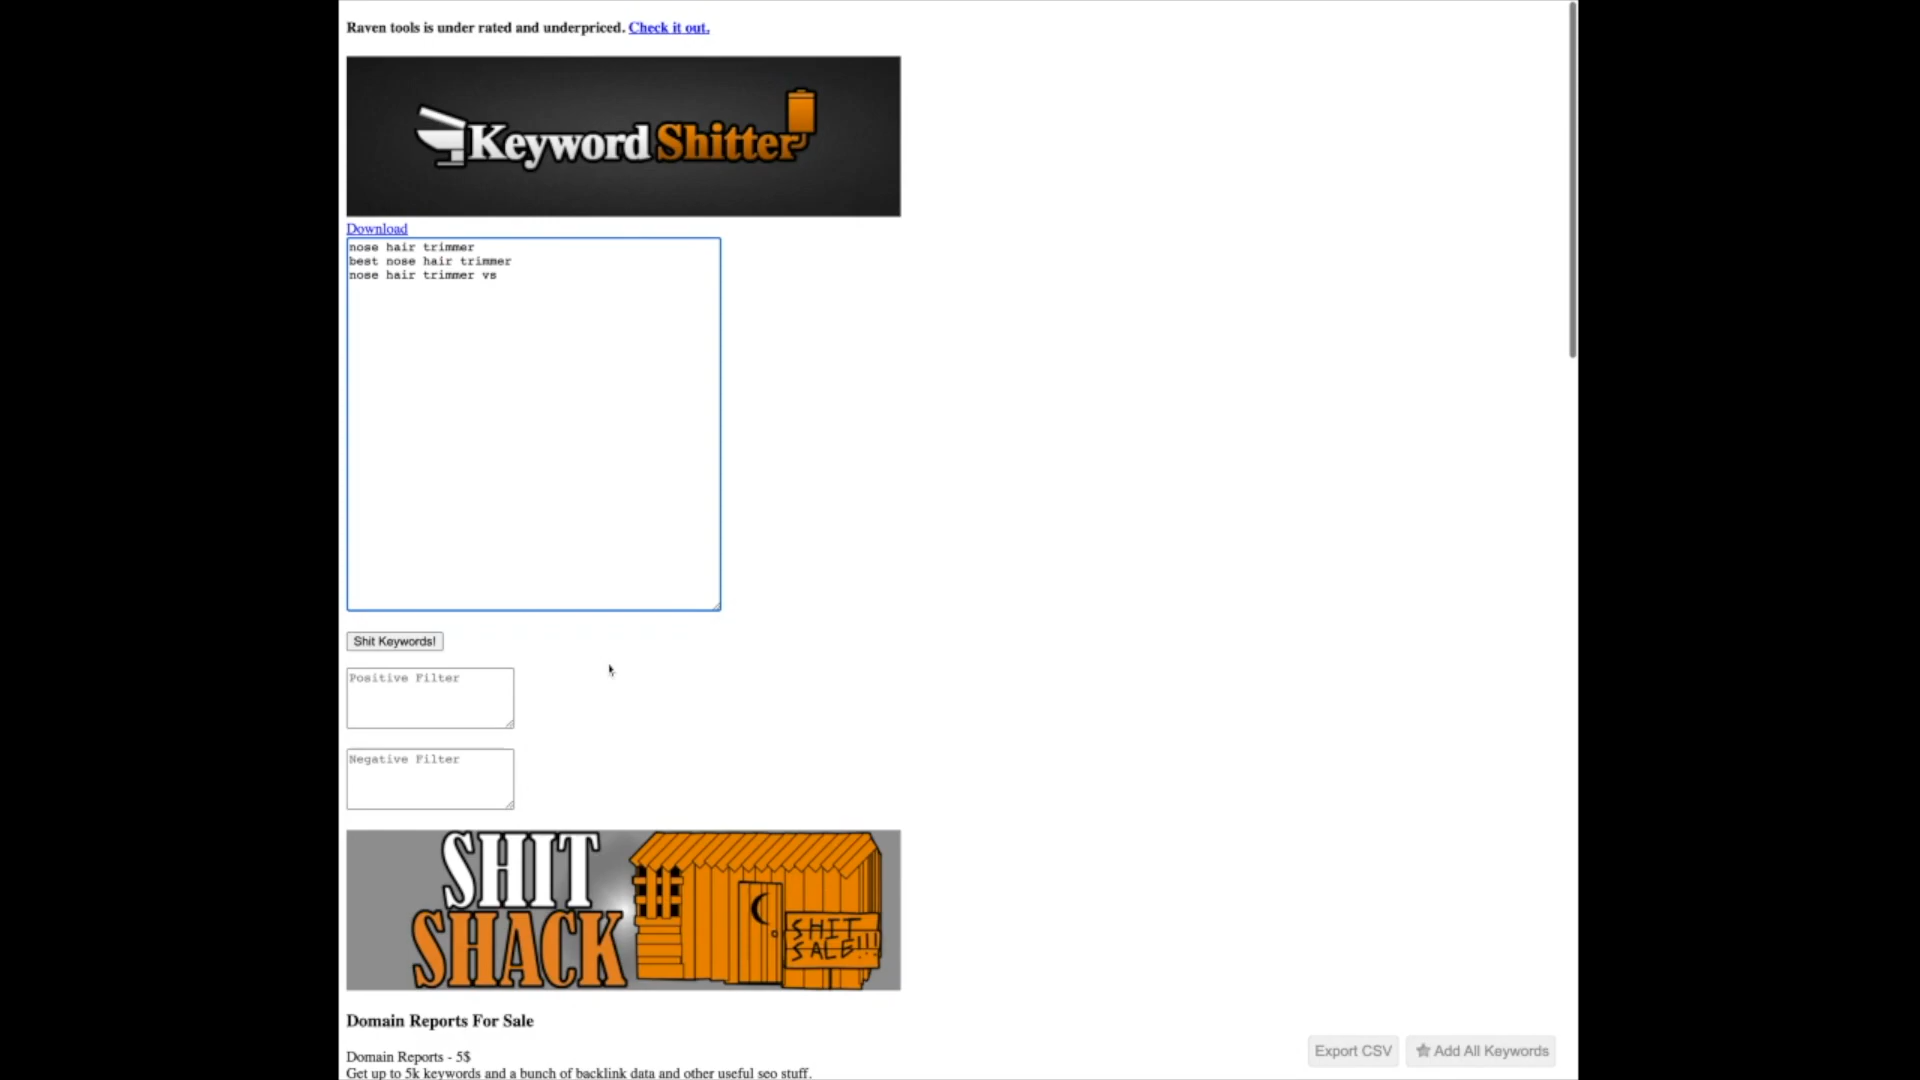 Raven tools is under rated and underpriced. Check it out.
Keyword Shitter
Download
nose hair trimmer
best nose hair trimmer
nose hair trimmer vs
Shit Keywords!
Positive Filter
Negative Filter
SHIT
SHACK
SHIT
SALE!!!
Domain Reports For Sale
Domain Reports - 5$
Get up to 5k keywords and a bunch of backlink data and other useful seo stuff.
Export CSV
Add All Keywords